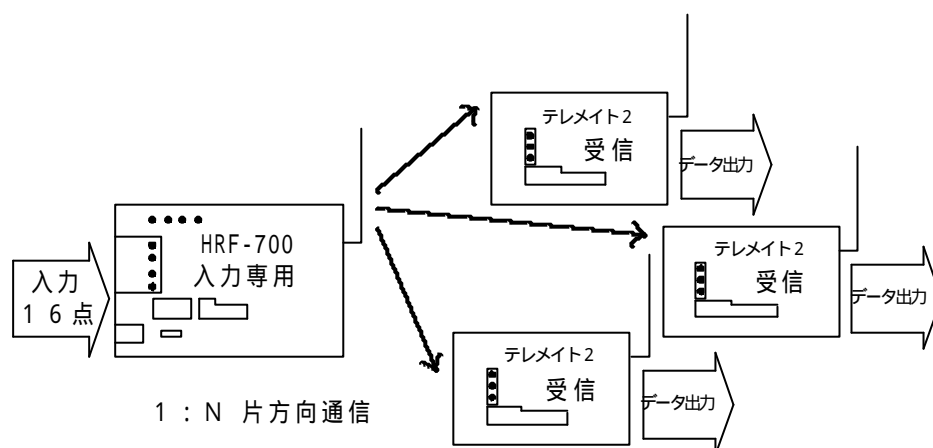 テレメイト2
受信
データ出力
HRF-700
入力専用
入力
16点
テレメイト2
受信
データ出力
テレメイト2
受信
データ出力
1:N 片方向通信